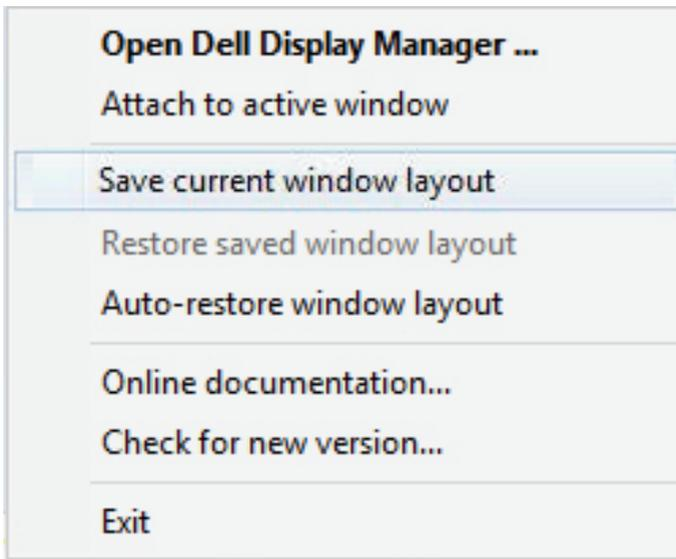 Open Dell Display Manager ...
Attach to active window
Save current window layout
Restore saved window layout
Auto-restore window layout
Online documentation...
Check for new version...
Exit